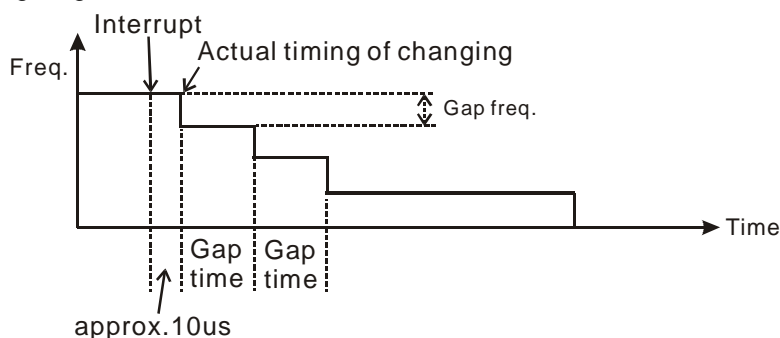 Interrupt
Actual timing of changing
Freq.
Gap freq.
Time
Gap
time
Gap
time
approx.10us